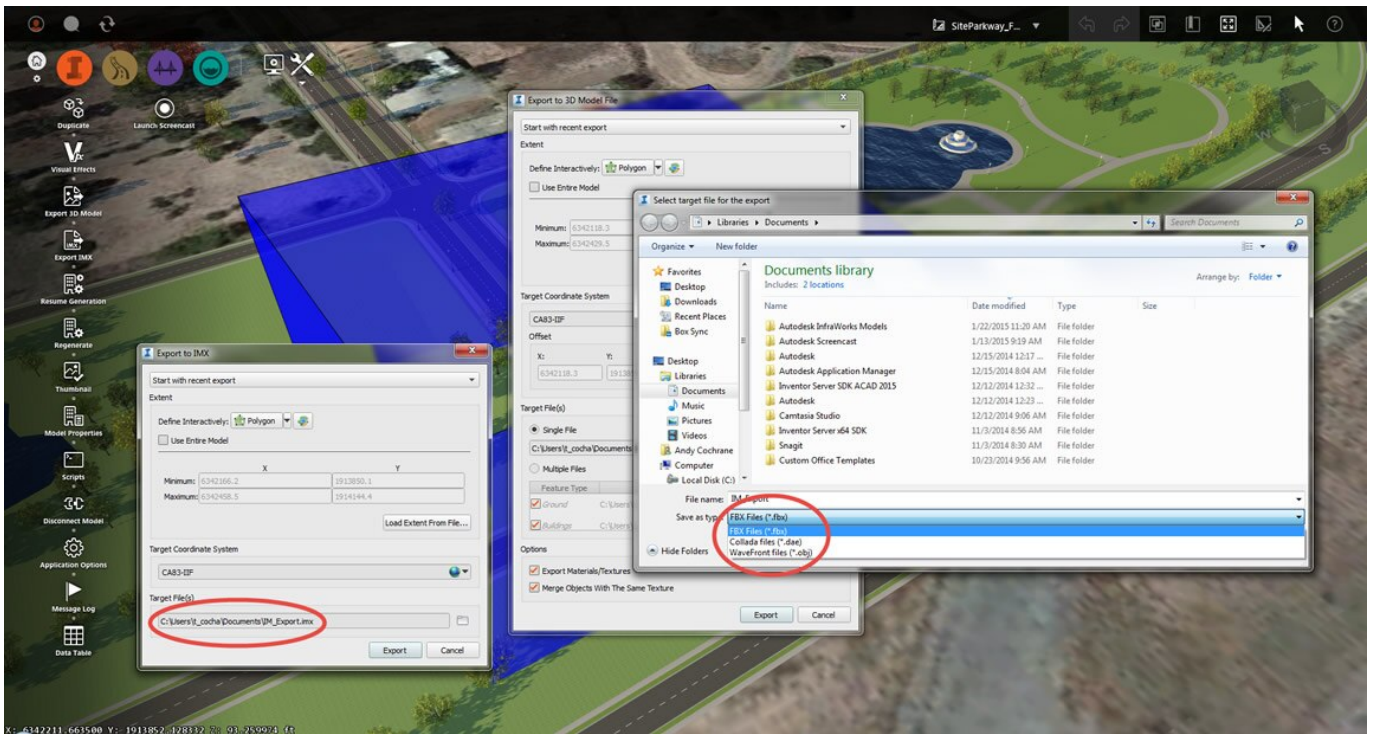 SiteParkway_F...
Duplicate
Launch Screencast
Visual Effects
Export 3D Model
IMX
Export IMX
Resume Generation
Regenerate
Thumbnail
Model Properties
Scripts
Disconnect Model
Application Options
Message Log
Data Table
Export to IMX
Start with recent export
Extent
Define Interactively: Polygon
Use Entire Model
X Y
Minimum: 6342166.2 1913850.1
Maximum: 6342458.5 1914144.4
Load Extent From File...
Target Coordinate System
CA83-IIF
Target File(s)
C:\Users\t_cocha\Documents\IM_Export.imx
Export Cancel
Export to 3D Model File
Start with recent export
Extent
Define Interactively: Polygon
Use Entire Model
Minimum: 6342118.3
Maximum: 6342429.5
Target Coordinate System
CA83-IIF
Offset
X: Y:
6342118.3
Target File(s)
Single File
C:\Users\t_cocha\Documents
Multiple Files
Feature Type
Ground C:\Users
Buildings C:\Users
Options
Export Materials/Textures
Merge Objects With The Same Texture
Export Cancel
Select target file for the export
Libraries Documents
Search Documents
Organize New folder
Favorites
Desktop
Downloads
Recent Places
Box Sync
Desktop
Libraries
Documents
Music
Pictures
Videos
Andy Cochrane
Computer
Local Disk (C:)
Documents library
Includes: 2 locations
Arrange by: Folder
Name Date modified Type Size
Autodesk InfraWorks Models 1/22/2015 11:20 AM File folder
Autodesk Screencast 1/13/2015 9:19 AM File folder
Autodesk 12/15/2014 12:17 ... File folder
Autodesk Application Manager 12/15/2014 8:04 AM File folder
Inventor Server SDK ACAD 2015 12/12/2014 12:32 ... File folder
Autodesk 12/12/2014 12:23 ... File folder
Camtasia Studio 12/12/2014 9:06 AM File folder
Inventor Server x64 SDK 11/3/2014 8:56 AM File folder
Snagit 11/3/2014 8:30 AM File folder
Custom Office Templates 10/23/2014 9:56 AM File folder
File name: IM_Export
Save as type: FBX Files (*.fbx)
FBX Files (*.fbx)
Collada files (*.dae)
WaveFront files (*.obj)
Hide Folders
X: 6342211.663500 Y: 1913852.128332 Z: 93.259974 ft